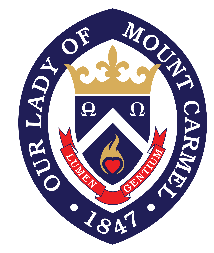 OUR LADY OF MOUNT CARMEL
Ω Ω
LUMEN GENTIUM
• 1847 •